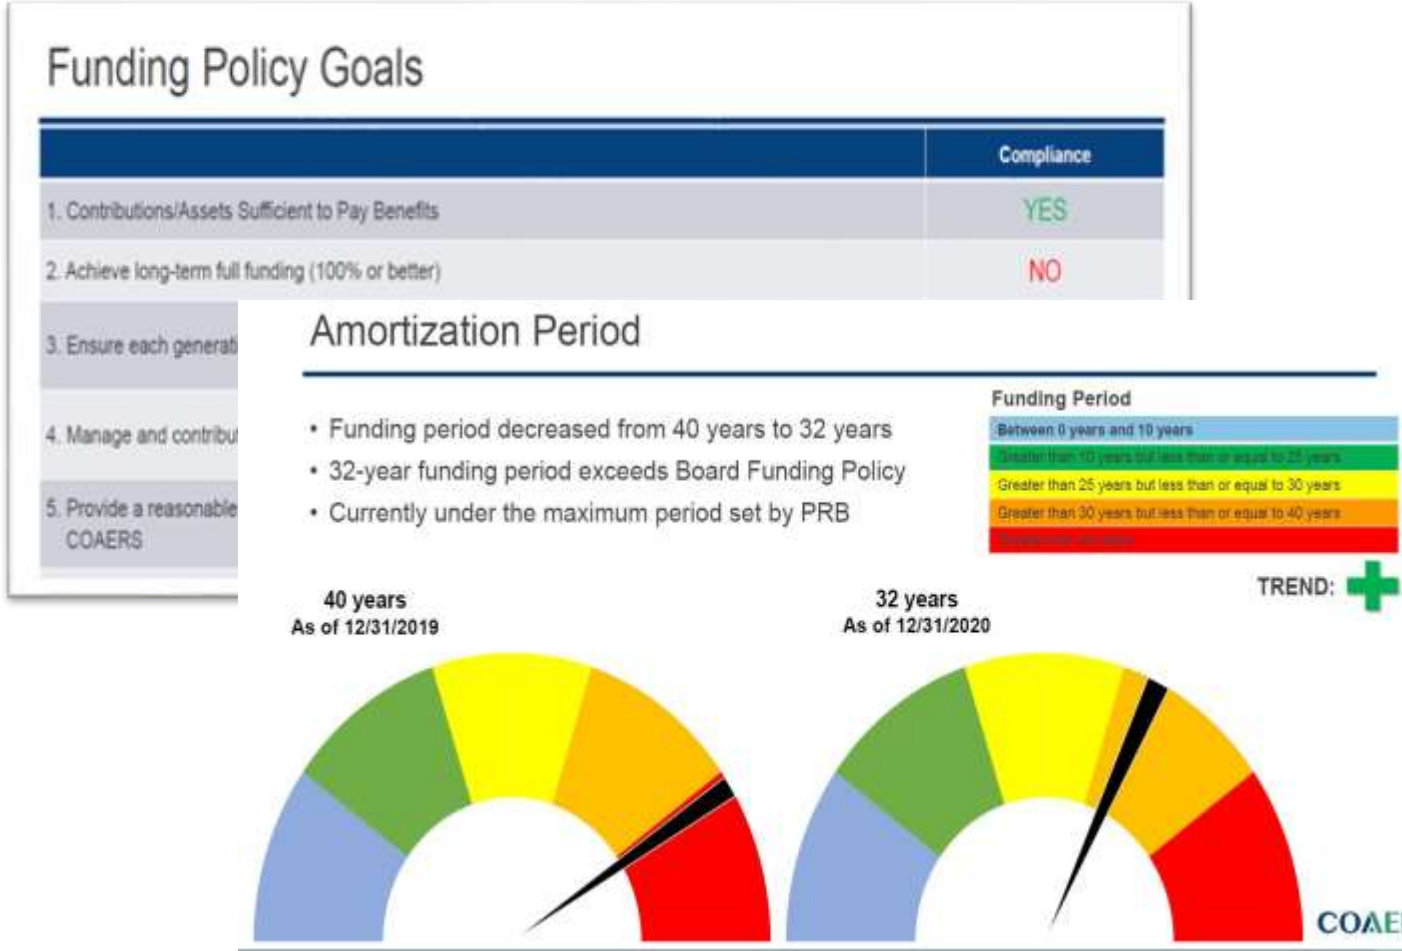 Funding Policy Goals
Compliance
1. Contributions/Assets Sufficient to Pay Benefits
YES
2. Achieve long-term full funding (100% or better)
NO
3. Ensure each
4. Manage and
5. Provide a reasonable
COAERS
Amortization Period
• Funding period decreased from 40 years to 32 years
• 32-year funding period exceeds Board Funding Policy
• Currently under the maximum period set by PRB
Funding Period
Between 0 years and 10 years
Greater than 10 years but less than or equal to 25 years
Greater than 25 years but less than or equal to 30 years
Greater than 30 years but less than or equal to 40 years
TREND:
40 years
As of 12/31/2019
32 years
As of 12/31/2020
COAE